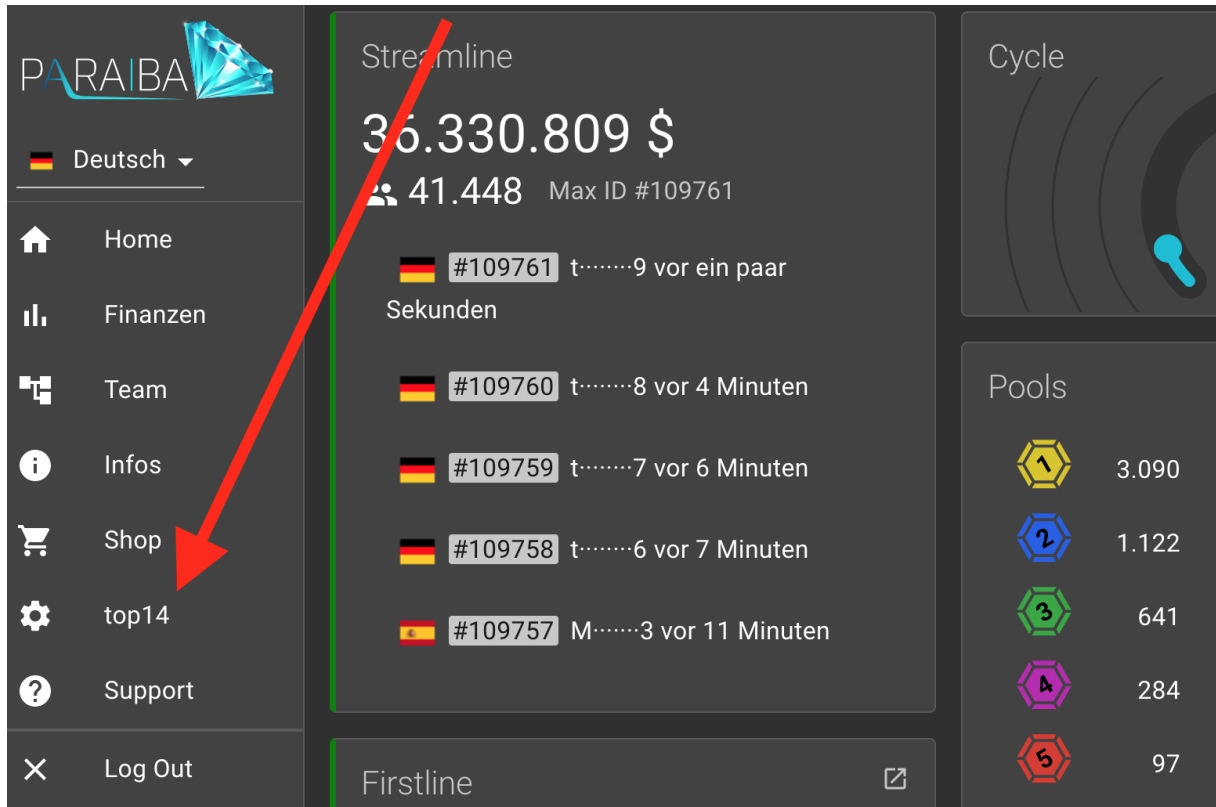 PARAIBA
Deutsch
Home
Finanzen
Team
Infos
Shop
top14
Support
Log Out
Streamline
36.330.809 $
41.448 Max ID #109761
#109761 t········9 vor ein paar
Sekunden
#109760 t········8 vor 4 Minuten
#109759 t········7 vor 6 Minuten
#109758 t········6 vor 7 Minuten
#109757 M·······3 vor 11 Minuten
Firstline
Cycle
Pools
1 3.090
2 1.122
3 641
4 284
5 97